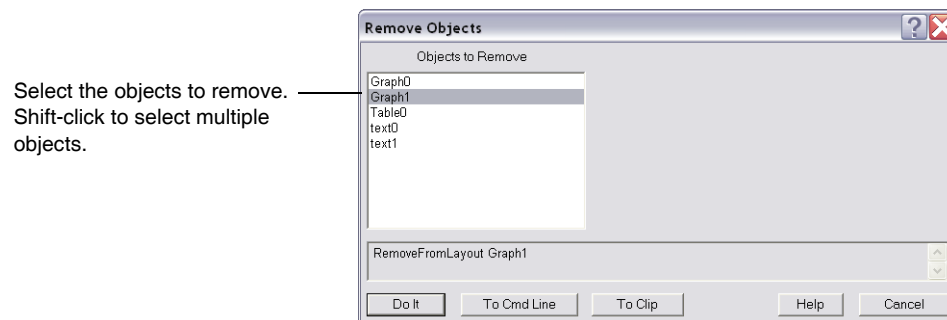 Remove Objects
Objects to Remove
Select the objects to remove.
Shift-click to select multiple
objects.
Graph0
Graph1
Table0
text0
text1
RemoveFromLayout Graph1
Do It
To Cmd Line
To Clip
Help
Cancel